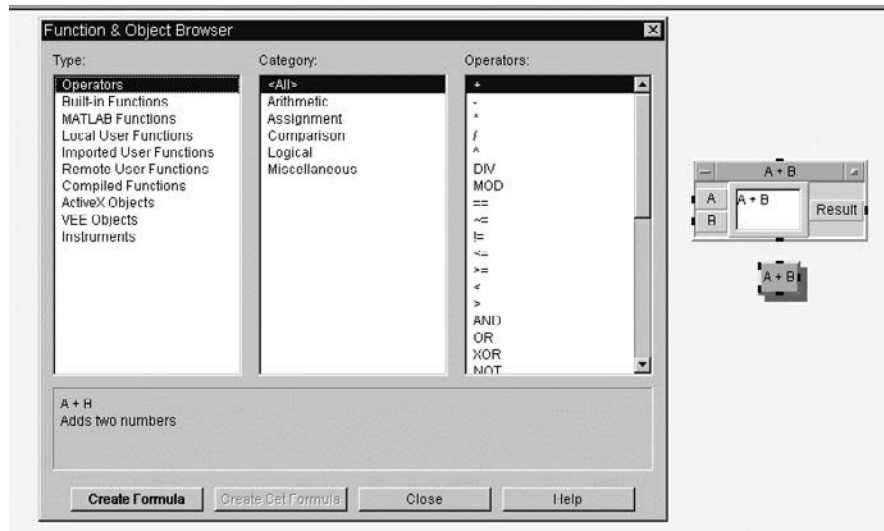 Function & Object Browser
Type:
Category:
Operators:
Operators
Built-in Functions
MATLAB Functions
Local User Functions
Imported User Functions
Remote User Functions
Compiled Functions
ActiveX Objects
VEE Objects
Instruments
<All>
Arithmetic
Assignment
Comparison
Logical
Miscellaneous
+
-
*
/
^
DIV
MOD
==
~=
!=
<=
>=
<
>
AND
OR
XOR
NOT
A + B
Adds two numbers
Create Formula
Create Get Formula
Close
Help
A + B
A
B
A + B
Result
A + B